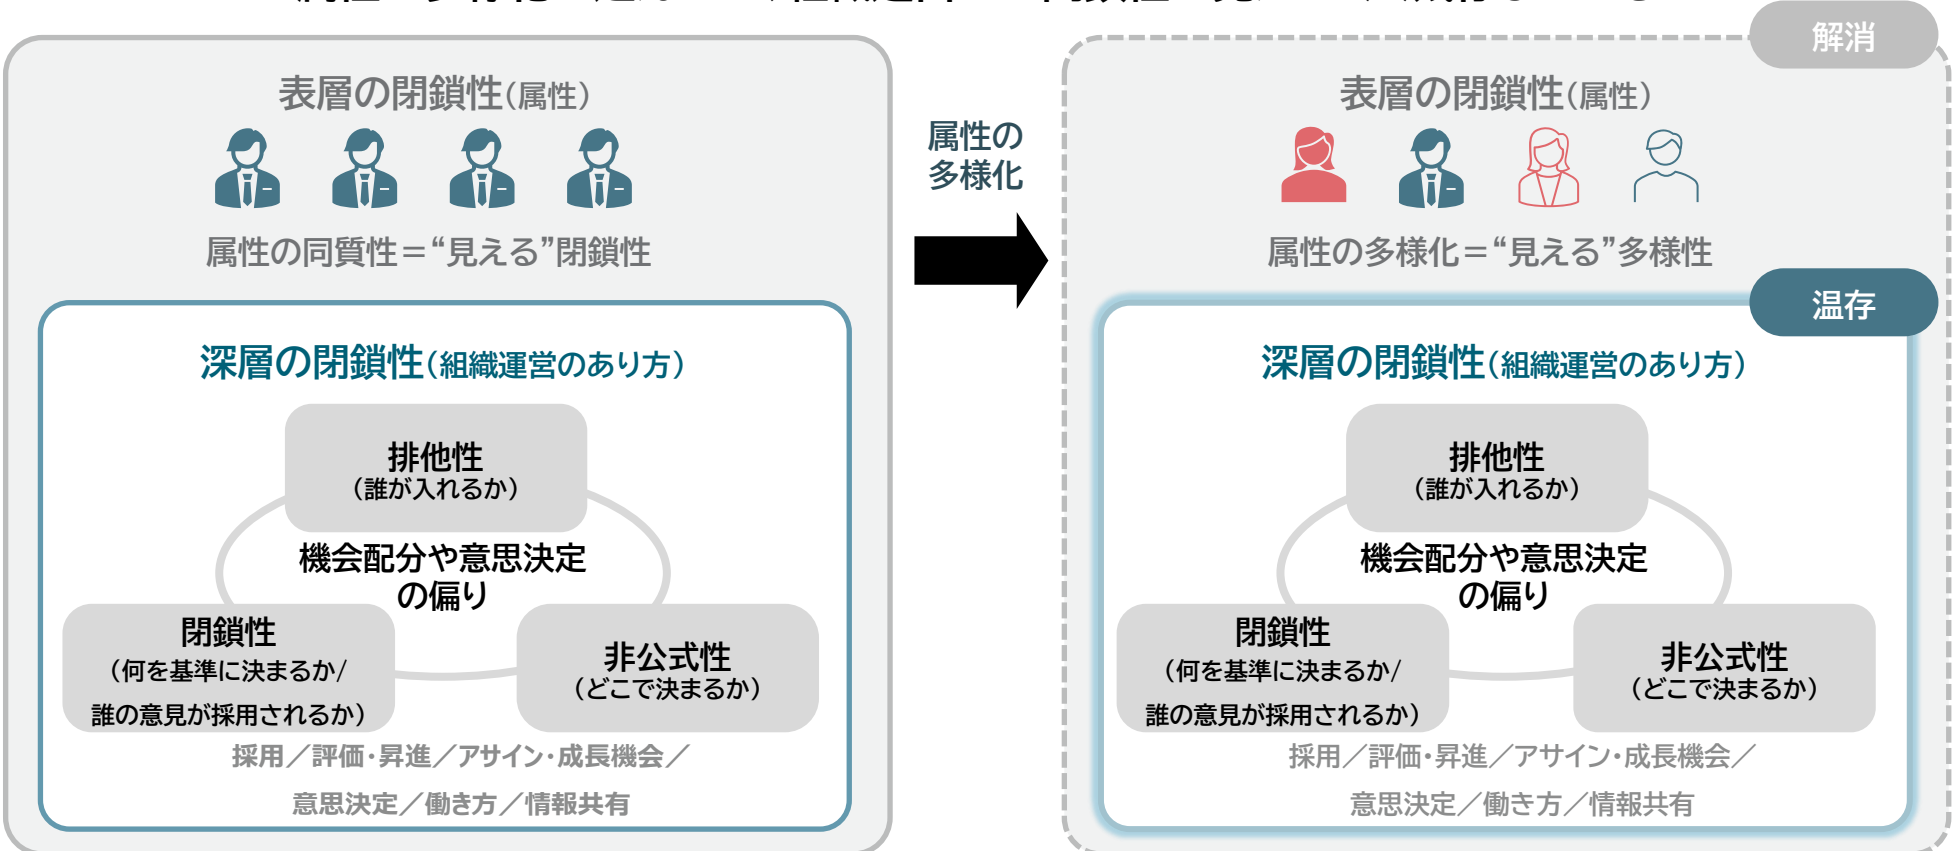 表層の閉鎖性(属性)
属性の同質性＝“見える”閉鎖性
深層の閉鎖性(組織運営のあり方)
排他性
(誰が入れるか)
機会配分や意思決定
の偏り
閉鎖性
(何を基準に決まるか/
誰の意見が採用されるか)
非公式性
(どこで決まるか)
採用／評価・昇進／アサイン・成長機会／
意思決定／働き方／情報共有
属性の
多様化
解消
表層の閉鎖性(属性)
属性の多様化＝“見える”多様性
温存
深層の閉鎖性(組織運営のあり方)
排他性
(誰が入れるか)
機会配分や意思決定
の偏り
閉鎖性
(何を基準に決まるか/
誰の意見が採用されるか)
非公式性
(どこで決まるか)
採用／評価・昇進／アサイン・成長機会／
意思決定／働き方／情報共有